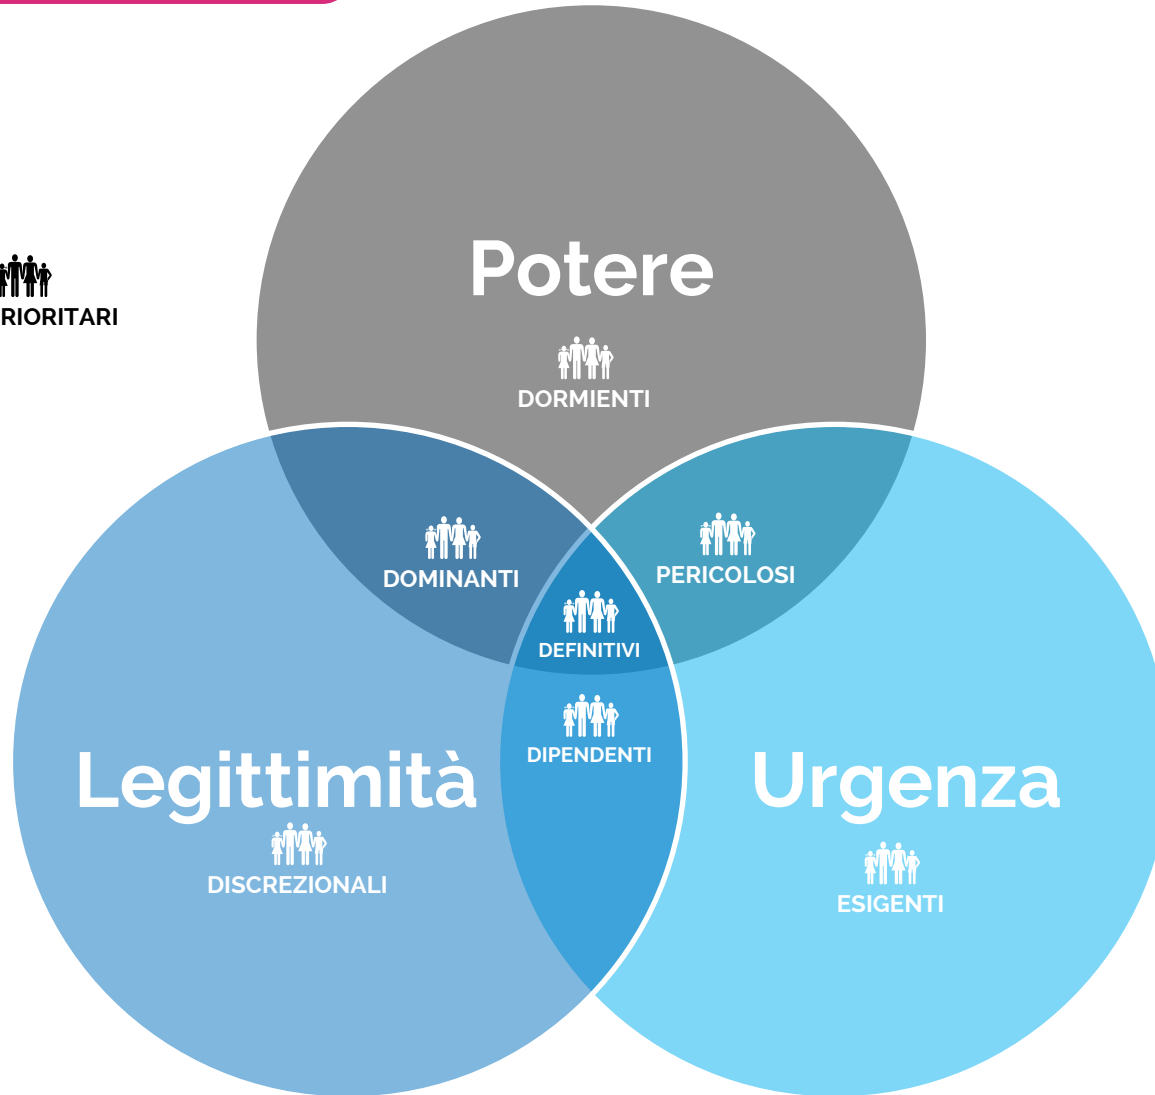 Potere
RIORITARI
DORMIENTI
DOMINANTI
PERICOLOSI
DEFINITIVI
DIPENDENTI
Legittimità
Urgenza
DISCREZIONALI
ESIGENTI